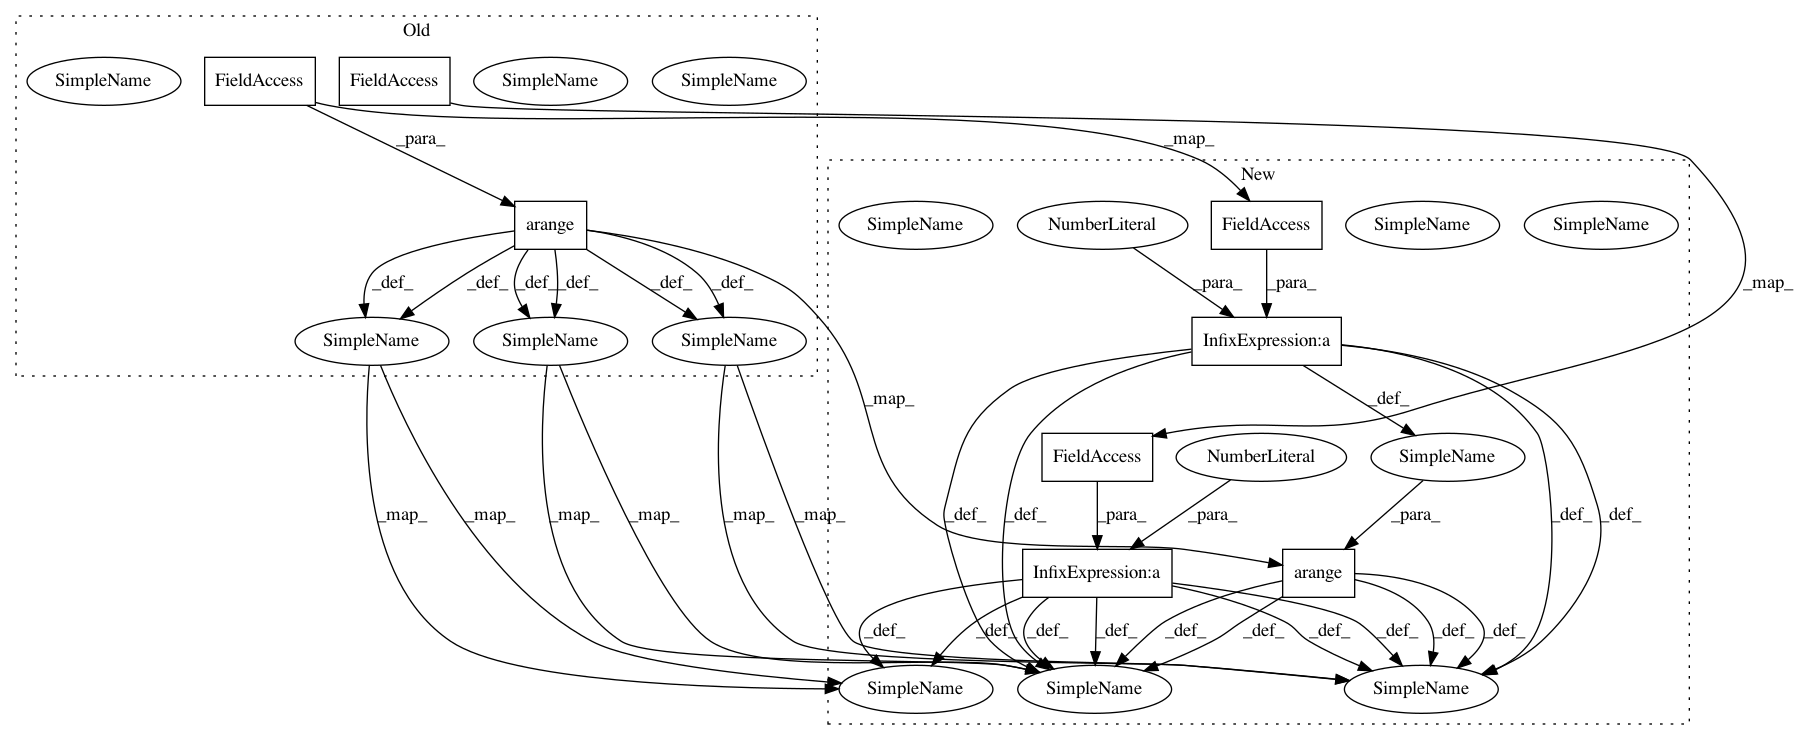 Old
SimpleName
FieldAccess
FieldAccess
SimpleName
SimpleName
_para_
_map_
New
arange
SimpleName
NumberLiteral
FieldAccess
SimpleName
SimpleName
_def_
_def_
_def_
_def_
_def_
_def_
_para_
_para_
_map_
SimpleName
SimpleName
SimpleName
InfixExpression:a
_map_
_def_
FieldAccess
NumberLiteral
SimpleName
_map_
_map_
_map_
_map_
_map_
_map_
_def_
_def_
_para_
_para_
_para_
_def_
_def_
InfixExpression:a
arange
_def_
_def_
_def_
_def_
_def_
_def_
_def_
_def_
_def_
_def_
SimpleName
SimpleName
SimpleName